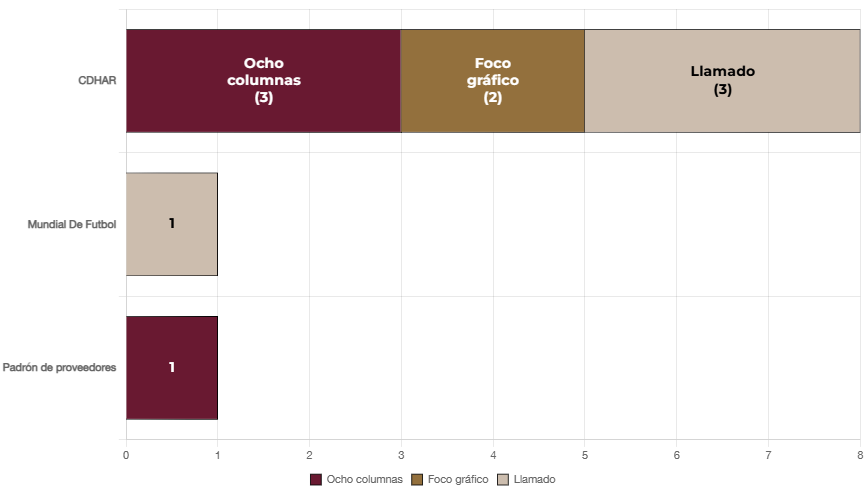 CDHAR
Ocho
columnas
(3)
Foco
gráfico
(2)
Llamado
(3)
Mundial De Futbol
1
Padrón de proveedores
1
0 1 2 3 4 5 6 7 8
Ocho columnas Foco gráfico Llamado